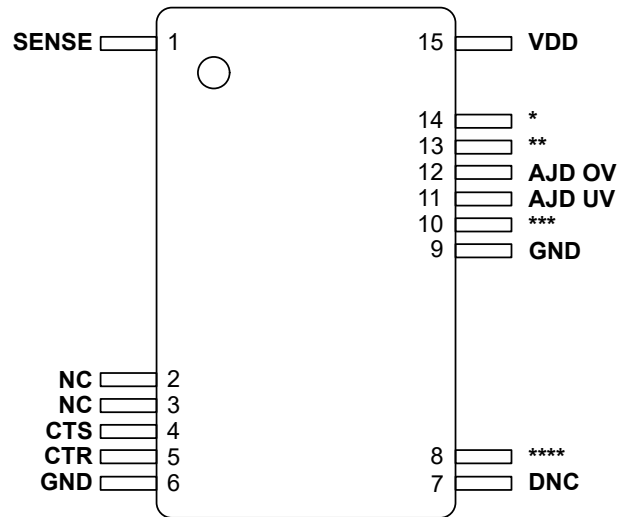 SENSE 1 15 VDD
14 *
13 **
12 AJD OV
11 AJD UV
10 ***
9 GND
NC 2
NC 3
CTS 4
CTR 5 8 ****
GND 6 7 DNC